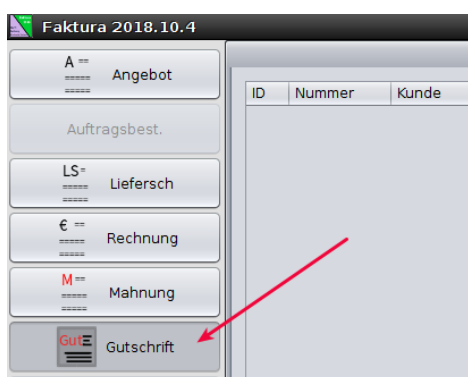 Faktura 2018.10.4
A ==
=====
=====
Angebot
ID Nummer Kunde
Auftragsbest.
LS=
=====
=====
Liefersch
€ ==
=====
=====
Rechnung
M ==
=====
=====
Mahnung
Gut
Gutschrift